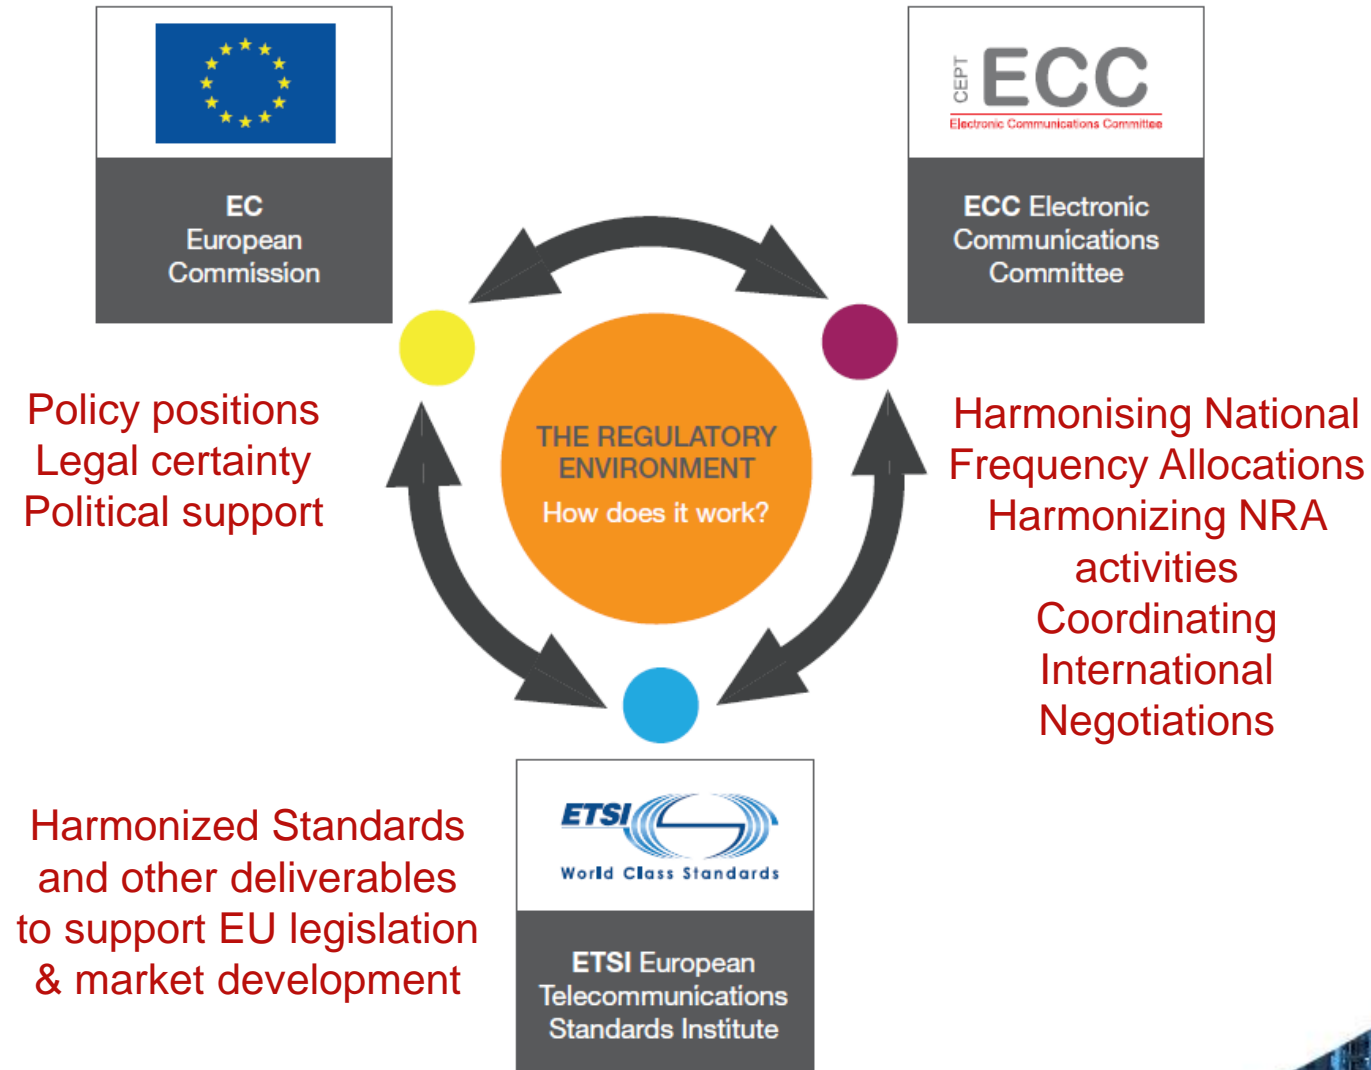 EC
European
Commission
CEPT
ECC
Electronic Communications Committee
ECC Electronic
Communications
Committee
THE REGULATORY
ENVIRONMENT
How does it work?
Policy positions
Legal certainty
Political support
Harmonising National
Frequency Allocations
Harmonizing NRA
activities
Coordinating
International
Negotiations
Harmonized Standards
and other deliverables
to support EU legislation
& market development
ETSI
World Class Standards
ETSI European
Telecommunications
Standards Institute